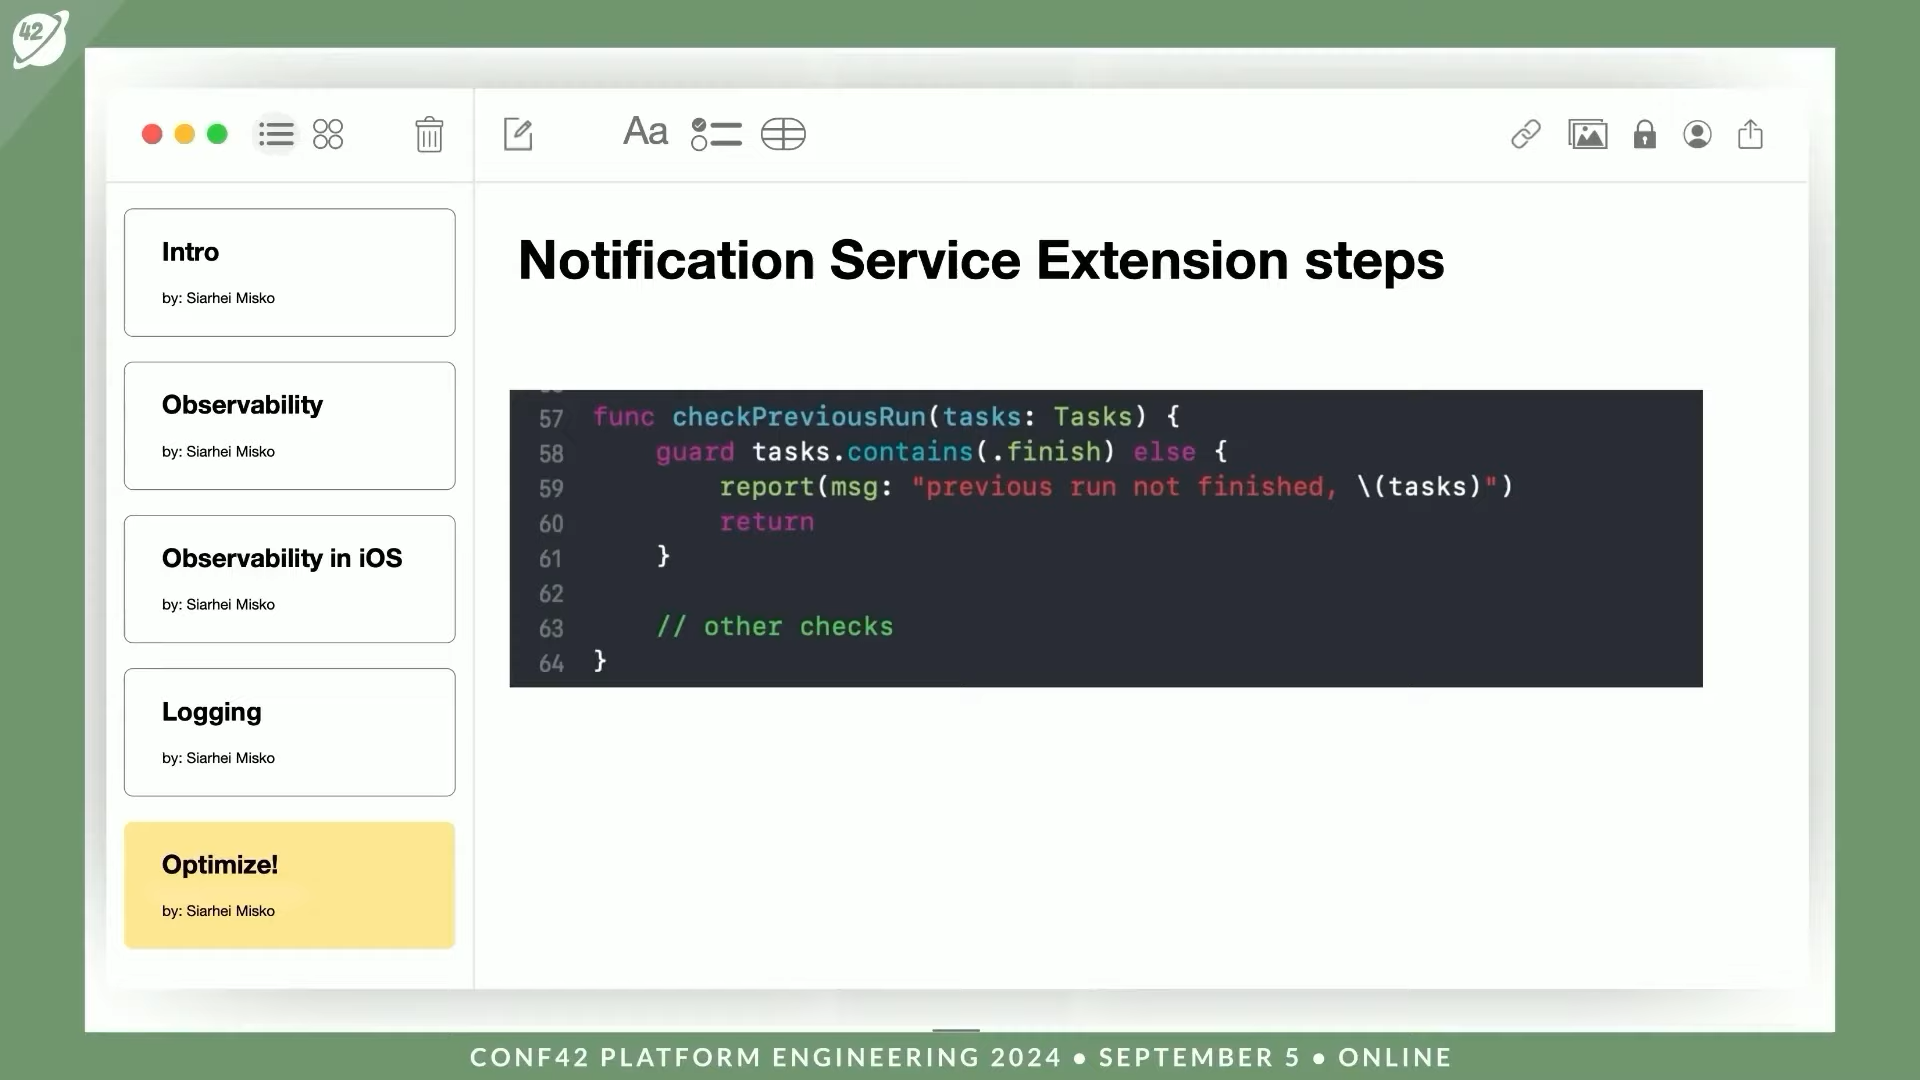 42
Aa
Intro
by: Siarhei Misko
Observability
by: Siarhei Misko
Observability in iOS
by: Siarhei Misko
Logging
by: Siarhei Misko
Optimize!
by: Siarhei Misko
Notification Service Extension steps
57 func checkPreviousRun(tasks: Tasks) {
58 guard tasks.contains(.finish) else {
59 report(msg: "previous run not finished, \(tasks)")
60 return
61 }
62
63 // other checks
64 }
CONF42 PLATFORM ENGINEERING 2024 • SEPTEMBER 5 • ONLINE